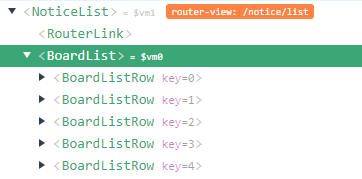 <NoticeList> = $vm1 router-view: /notice/list
<RouterLink>
<BoardList> = $vm0
<BoardListRow key=0>
<BoardListRow key=1>
<BoardListRow key=2>
<BoardListRow key=3>
<BoardListRow key=4>